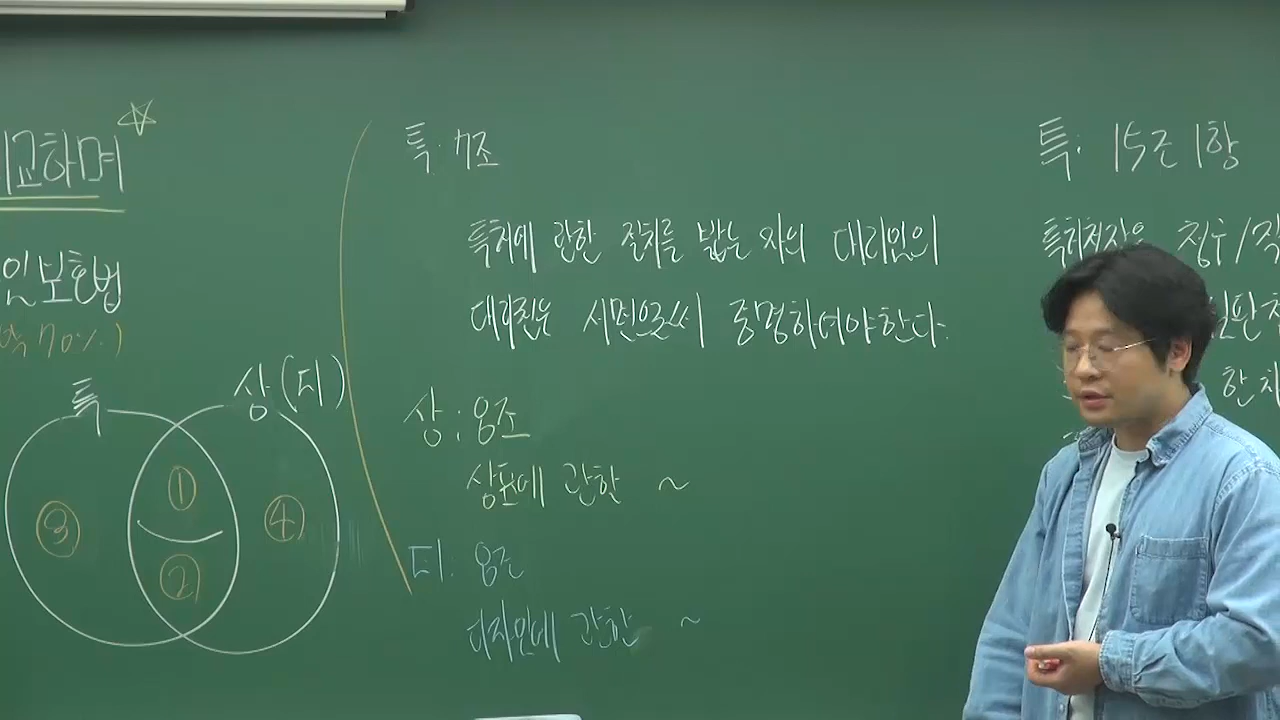 교하며
인보호법
70%)
특
상(디)
①
③
④
②
특: 7조
특허에 관한 절차를 밟는 자의 대리인의
대리권은 서면으로써 증명하여야한다.
상: 8조
상표에 관한 ~
디: 8조
디자인에 관한 ~
특: 15조 1항
특허청장은 청구/직
한차